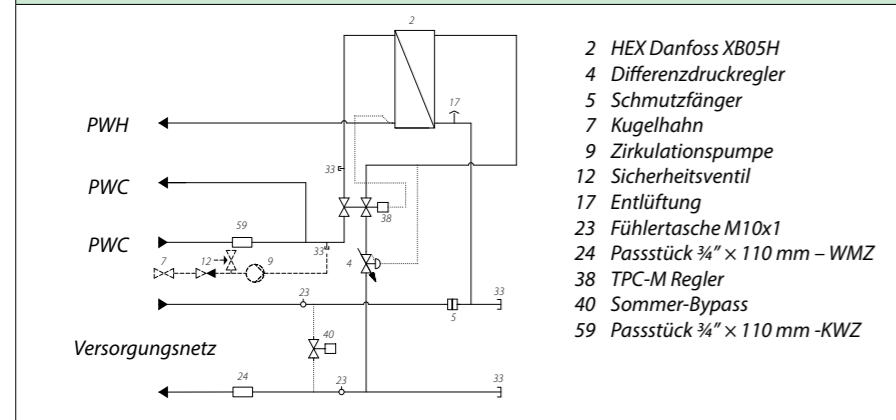 2
17
PWH
33
PWC
59
38
PWC
33
7
12
9
4
23
33
5
40
Versorgungsnetz
24
23
33
2 HEX Danfoss XB05H
4 Differenzdruckregler
5 Schmutzfänger
7 Kugelhahn
9 Zirkulationspumpe
12 Sicherheitsventil
17 Entlüftung
23 Fühlertasche M10x1
24 Passstück ¾" × 110 mm – WMZ
38 TPC-M Regler
40 Sommer-Bypass
59 Passstück ¾" × 110 mm -KWZ